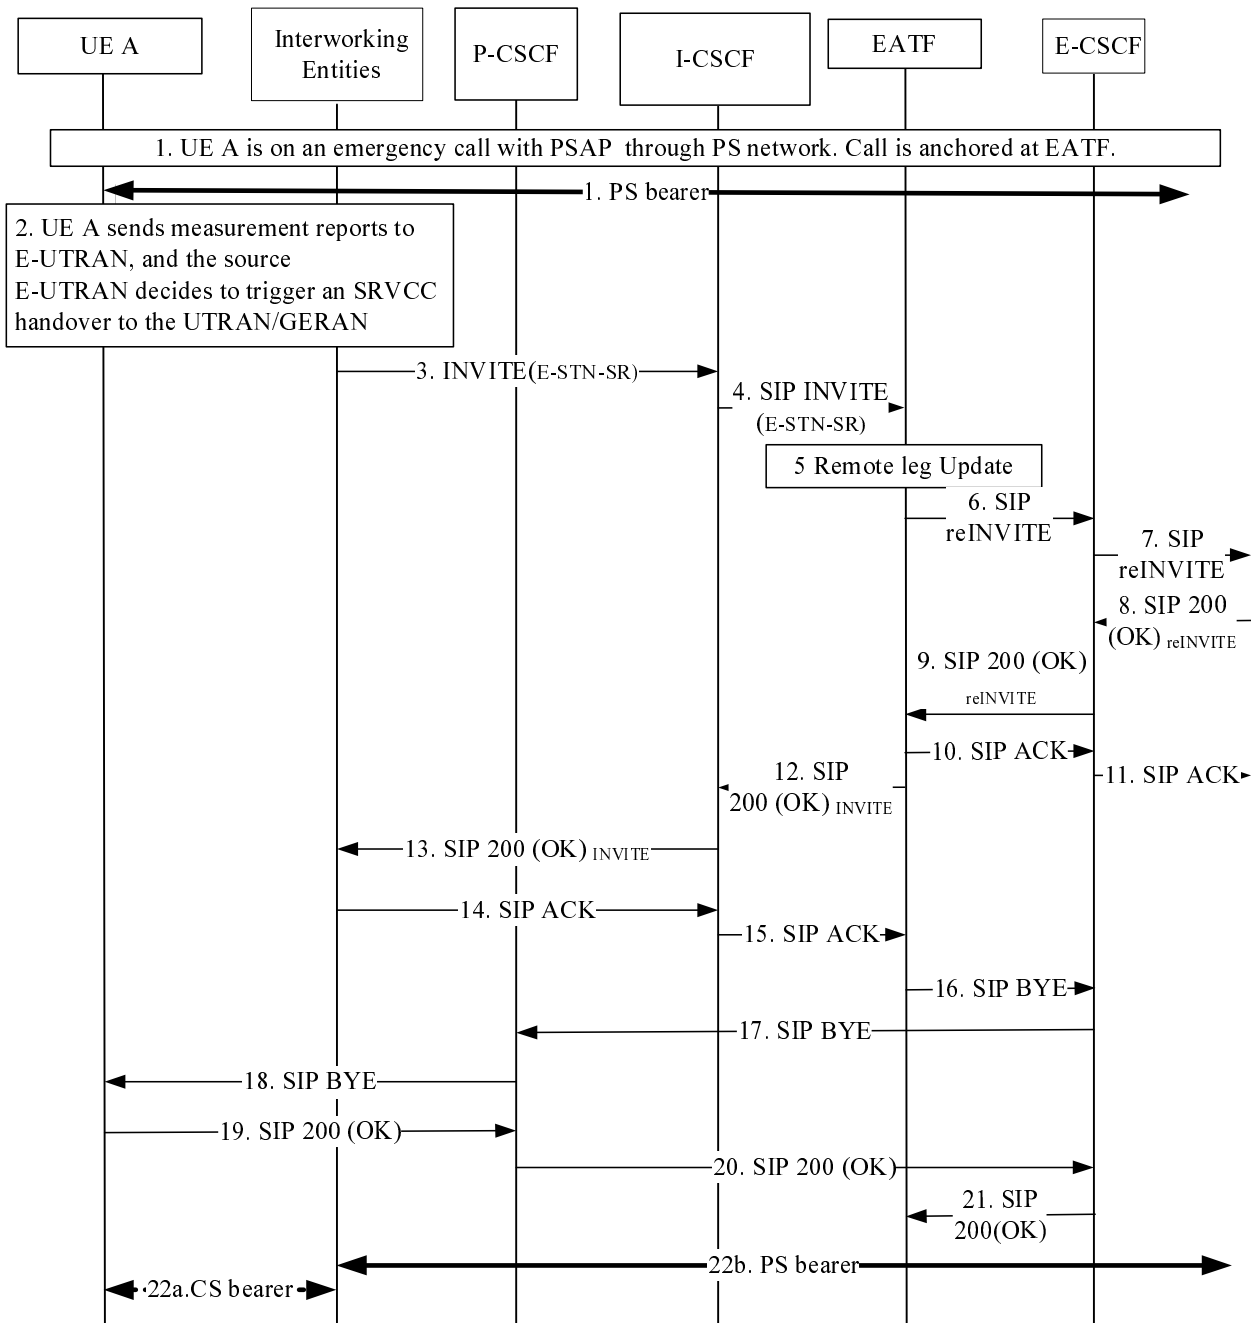 UE A
Interworking
Entities
P-CSCF
I-CSCF
EATF
E-CSCF
1. UE A is on an emergency call with PSAP through PS network. Call is anchored at EATF.
1. PS bearer
2. UE A sends measurement reports to
E-UTRAN, and the source
E-UTRAN decides to trigger an SRVCC
handover to the UTRAN/GERAN
3. INVITE(E-STN-SR)
4. SIP INVITE
(E-STN-SR)
5 Remote leg Update
6. SIP
reINVITE
7. SIP
reINVITE
8. SIP 200
(OK) reINVITE
9. SIP 200 (OK)
reINVITE
10. SIP ACK
11. SIP ACK
12. SIP
200 (OK) INVITE
13. SIP 200 (OK) INVITE
14. SIP ACK
15. SIP ACK
16. SIP BYE
17. SIP BYE
18. SIP BYE
19. SIP 200 (OK)
20. SIP 200 (OK)
21. SIP
200(OK)
22b. PS bearer
22a.CS bearer